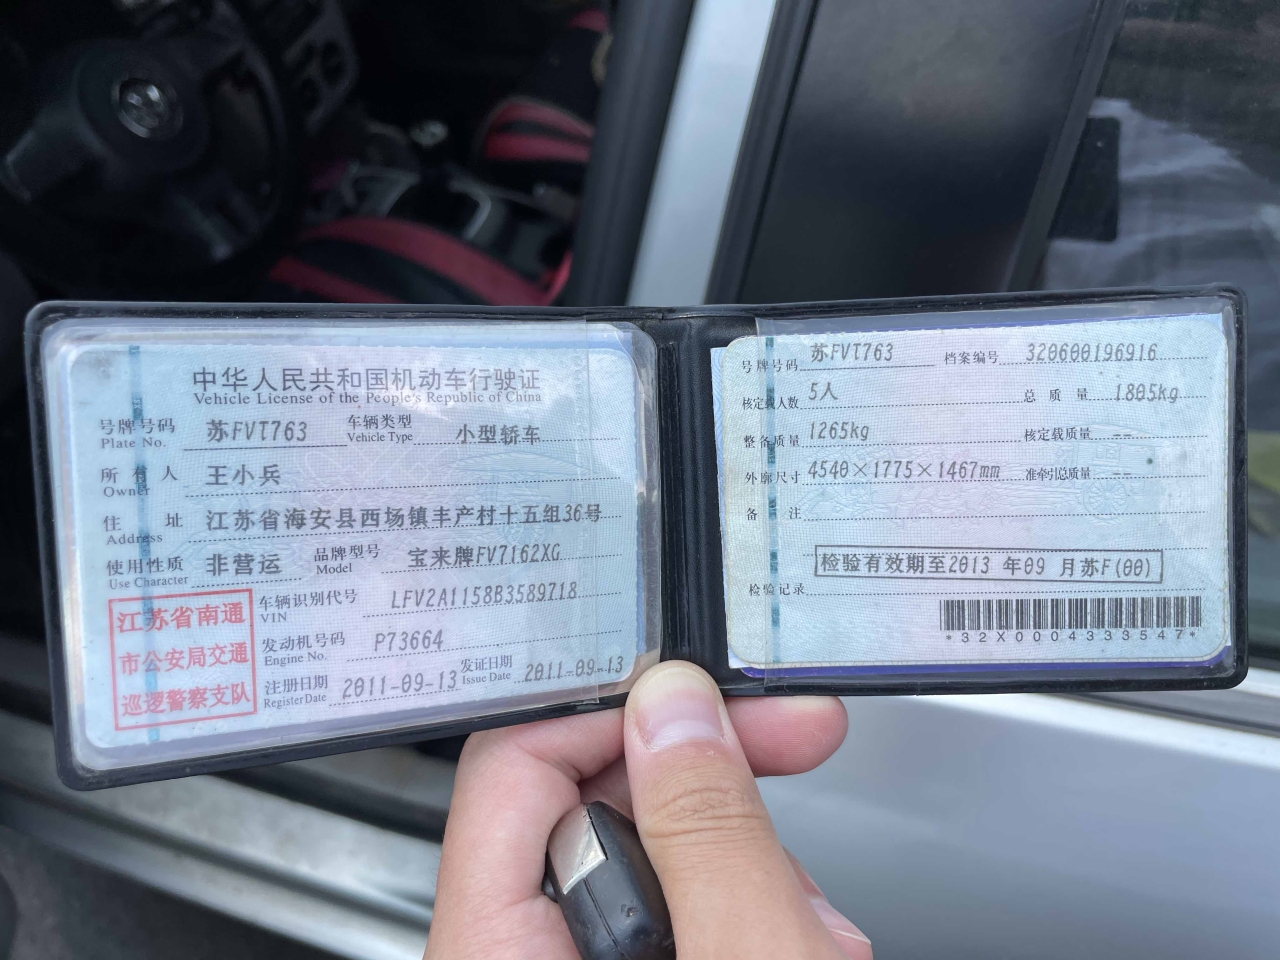 中华人民共和国机动车行驶证
Vehicle License of the People's Republic of China
号牌号码 Plate No. 苏FVT763 车辆类型 Vehicle Type 小型轿车
所有人 Owner 王小兵
住址 Address 江苏省海安县西场镇丰产村十五组36号
使用性质 Use Character 非营运 品牌型号 Model 宝来牌FV7162XG
江苏省南通
市公安局交通
巡逻警察支队
车辆识别代号 VIN LFV2A1158B3589718
发动机号码 Engine No. P73664
注册日期 Register Date 2011-09-13 发证日期 Issue Date 2011-09-13
号牌号码 苏FVT763 档案编号 320600196916
核定载人数 5人 总质量 1805kg
整备质量 1265kg 核定载质量 --
外廓尺寸 4540×1775×1467mm 准牵引总质量 --
备注
检验有效期至2013 年09 月苏F(00)
检验记录
*32X0004333547*